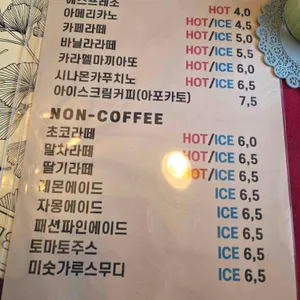 에스프레소 HOT 4,0
아메리카노 HOT/ICE 4,5
카페라떼 HOT/ICE 5,0
바닐라라떼 HOT/ICE 5,5
카라멜마끼아또 HOT/ICE 6,0
시나몬카푸치노 HOT/ICE 6,5
아이스크림커피(아포카토) 7,5
NON-COFFEE
초코라떼 HOT/ICE 6,0
말차라떼 HOT/ICE 6,5
딸기라떼 HOT/ICE 6,5
레몬에이드 ICE 6,5
자몽에이드 ICE 6,5
패션파인에이드 ICE 6,5
토마토주스 ICE 6,5
미숫가루스무디 ICE 6,5